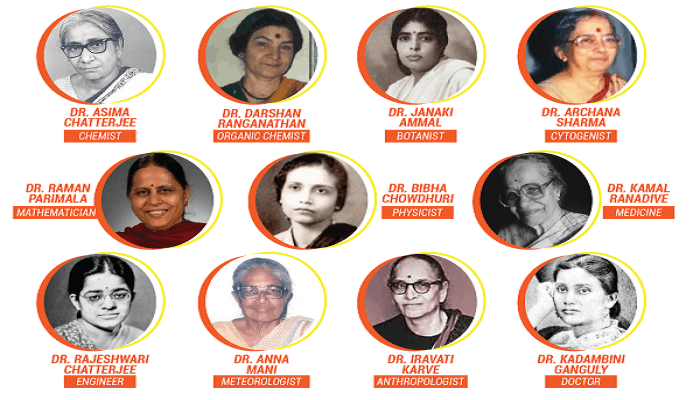 DR. ASIMA
CHATTERJEE
CHEMIST
DR. DARSHAN
RANGANATHAN
ORGANIC CHEMIST
DR. JANAKI
AMMAL
BOTANIST
DR. ARCHANA
SHARMA
CYTOGENIST
DR. RAMAN
PARIMALA
MATHEMATICIAN
DR. BIBHA
CHOWDHURI
PHYSICIST
DR. KAMAL
RANADIVE
MEDICINE
DR. RAJESHWARI
CHATTERJEE
ENGINEER
DR. ANNA
MANI
METEOROLOGIST
DR. IRAVATI
KARVE
ANTHROPOLOGIST
DR. KADAMBINI
GANGULY
DOCTOR